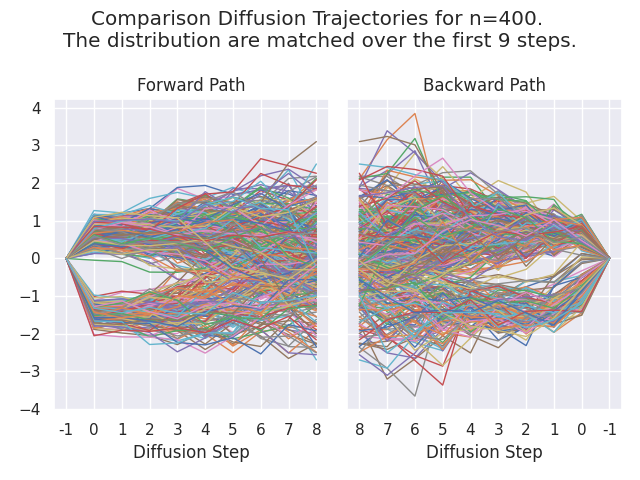 Comparison Diffusion Trajectories for n=400.
The distribution are matched over the first 9 steps.
Forward Path
Backward Path
4
3
2
1
0
−1
−2
−3
−4
-1 0 1 2 3 4 5 6 7 8
8 7 6 5 4 3 2 1 0 -1
Diffusion Step
Diffusion Step